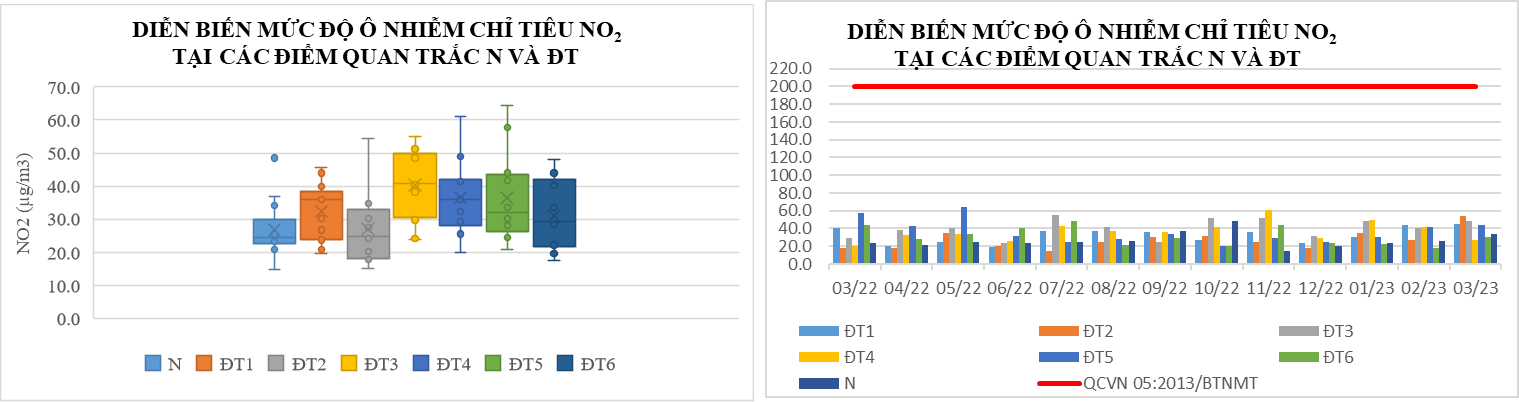 DIỄN BIẾN MỨC ĐỘ Ô NHIỄM CHỈ TIÊU NO₂
TẠI CÁC ĐIỂM QUAN TRẮC N VÀ ĐT
70.0
60.0
50.0
40.0
30.0
20.0
10.0
0.0
NO2 (µg/m3)
N ĐT1 ĐT2 ĐT3 ĐT4 ĐT5 ĐT6
DIỄN BIẾN MỨC ĐỘ Ô NHIỄM CHỈ TIÊU NO₂
TẠI CÁC ĐIỂM QUAN TRẮC N VÀ ĐT
220.0
200.0
180.0
160.0
140.0
120.0
100.0
80.0
60.0
40.0
20.0
0.0
03/22 04/22 05/22 06/22 07/22 08/22 09/22 10/22 11/22 12/22 01/23 02/23 03/23
ĐT1 ĐT2 ĐT3
ĐT4 ĐT5 ĐT6
N QCVN 05:2013/BTNMT